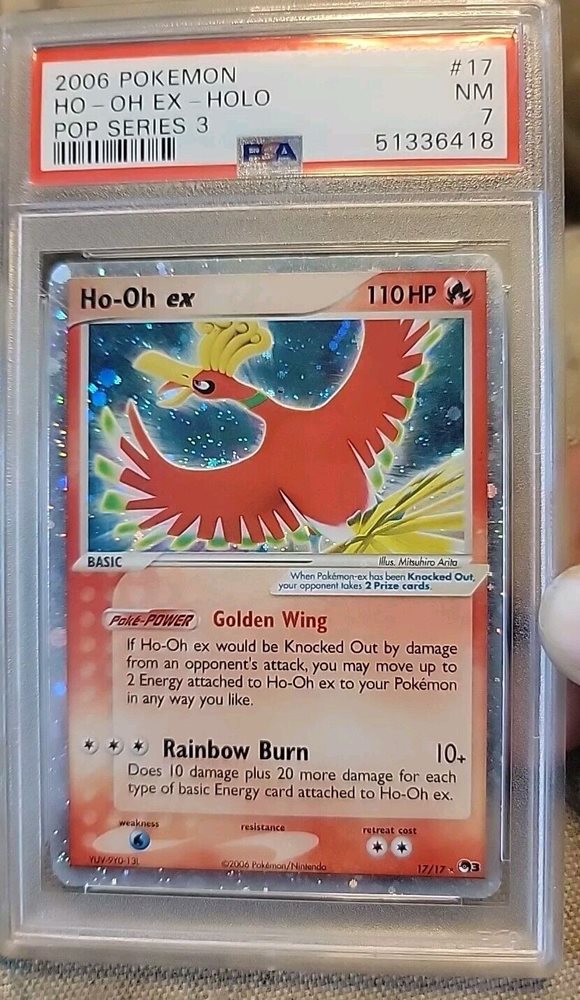 2006 POKEMON #17
HO - OH EX - HOLO NM
POP SERIES 3 7
PSA 51336418
Ho-Oh ex 110 HP
BASIC Illus. Mitsuhiro Arita
When Pokémon-ex has been Knocked Out,
your opponent takes 2 Prize cards.
Poké-POWER Golden Wing
If Ho-Oh ex would be Knocked Out by damage
from an opponent's attack, you may move up to
2 Energy attached to Ho-Oh ex to your Pokémon
in any way you like.
Rainbow Burn 10+
Does 10 damage plus 20 more damage for each
type of basic Energy card attached to Ho-Oh ex.
weakness resistance retreat cost
YUV-9Y0-13L ©2006 Pokémon/Nintendo 17/17 3